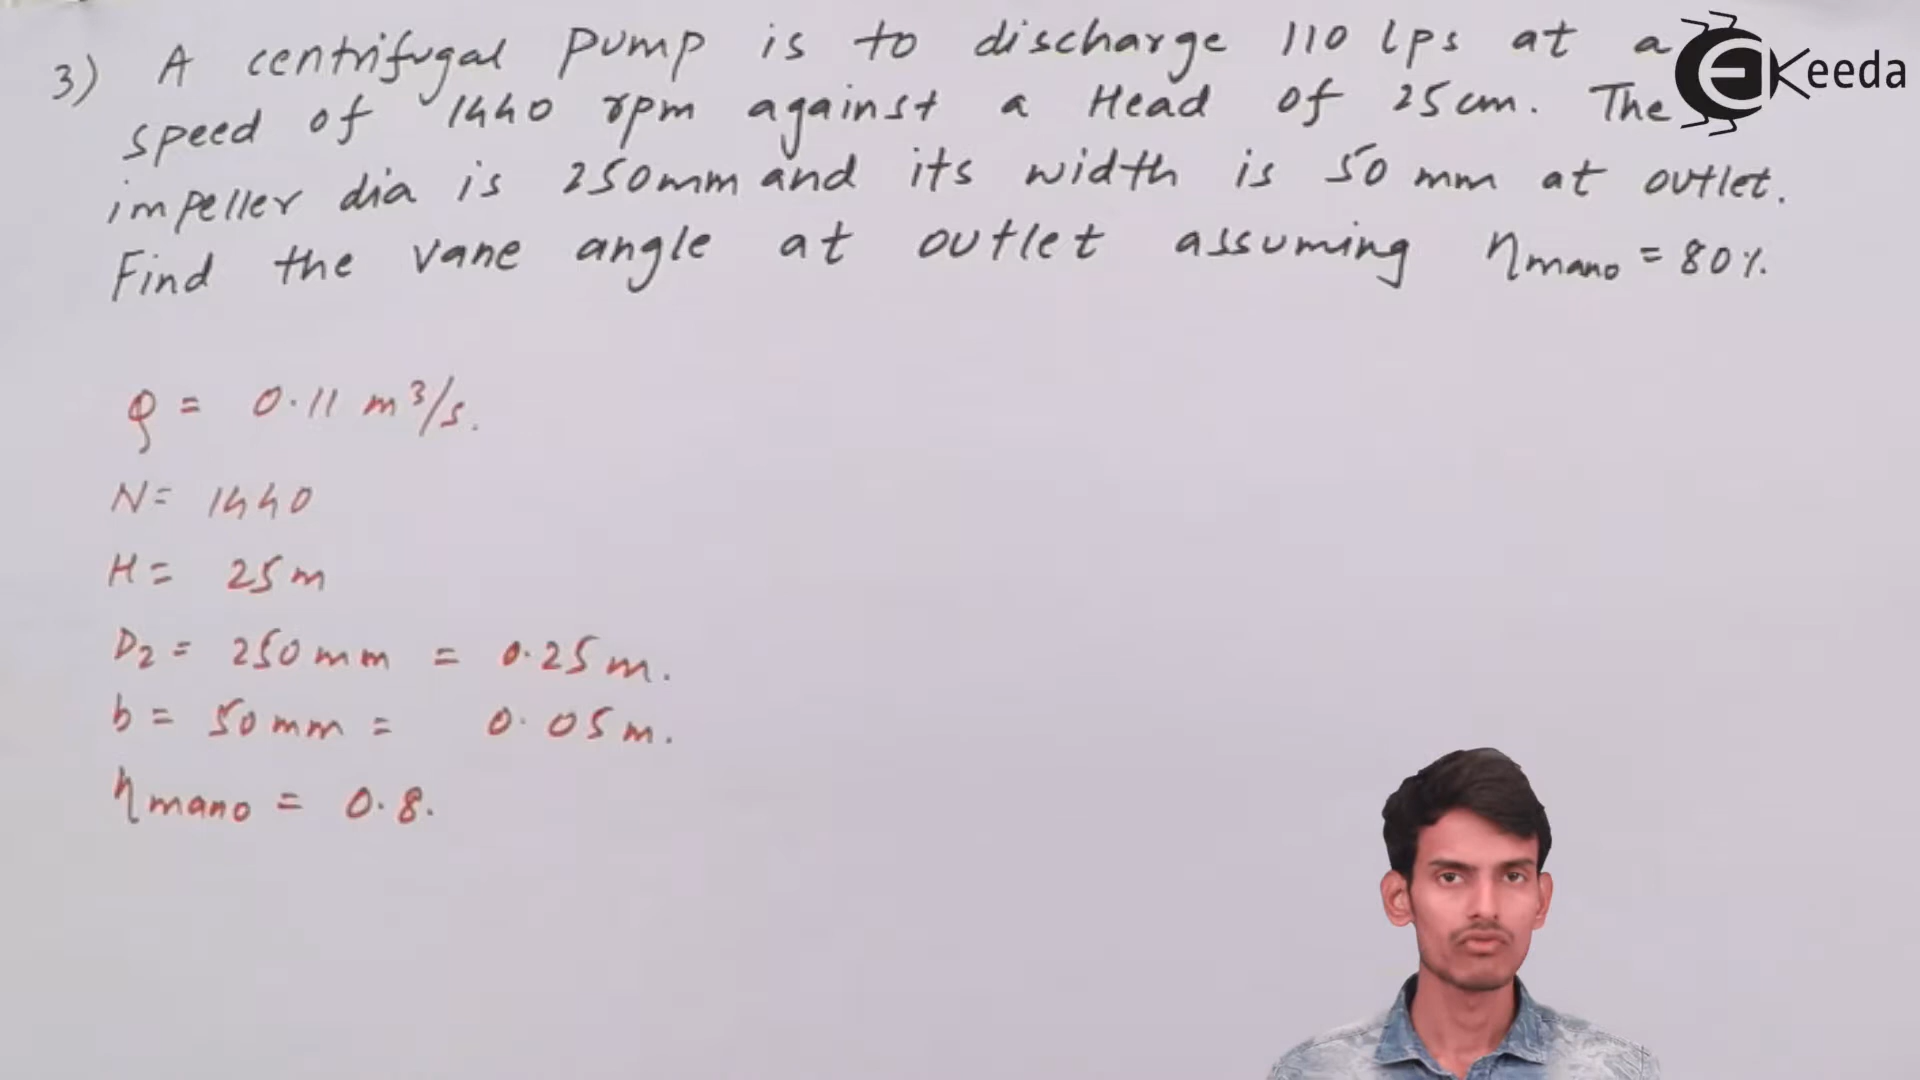 3) A centrifugal pump is to discharge 110 lps at a
speed of 1440 rpm against a Head of 25cm. The
impeller dia is 250mm and its width is 50 mm at outlet.
Find the vane angle at outlet assuming ηmano = 80%.
EKeeda
Q = 0.11 m³/s.
N = 1440
H = 25m
D₂ = 250mm = 0.25m.
b = 50mm = 0.05m.
ηmano = 0.8.